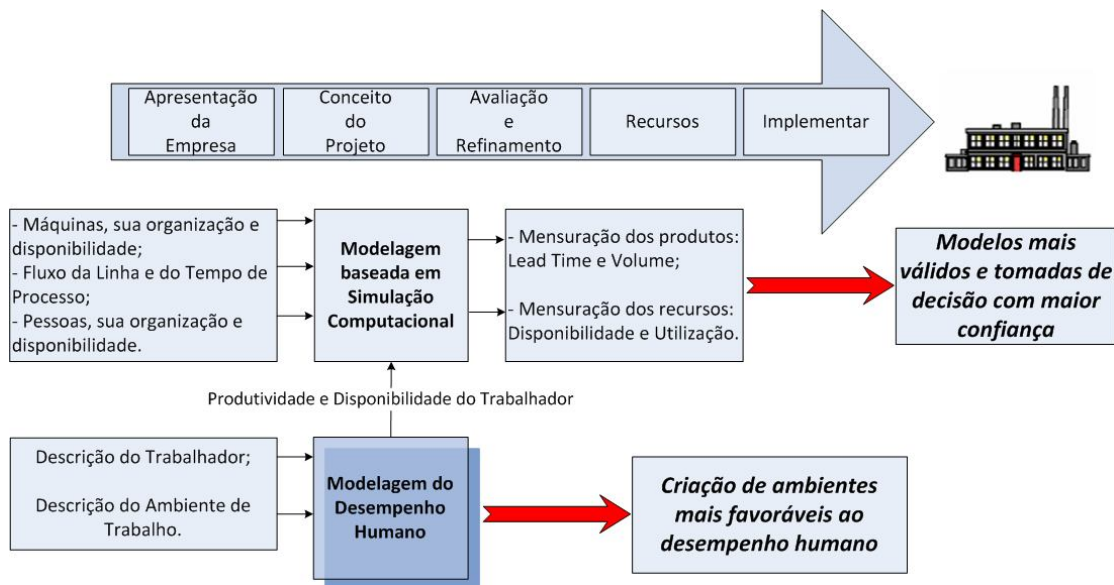 Apresentação
da
Empresa
Conceito
do
Projeto
Avaliação
e
Refinamento
Recursos
Implementar
- Máquinas, sua organização e
disponibilidade;
- Fluxo da Linha e do Tempo de
Processo;
- Pessoas, sua organização e
disponibilidade.
Modelagem
baseada em
Simulação
Computacional
- Mensuração dos produtos:
Lead Time e Volume;
- Mensuração dos recursos:
Disponibilidade e Utilização.
Modelos mais
válidos e tomadas de
decisão com maior
confiança
Produtividade e Disponibilidade do Trabalhador
Descrição do Trabalhador;
Descrição do Ambiente de
Trabalho.
Modelagem do
Desempenho
Humano
Criação de ambientes
mais favoráveis ao
desempenho humano